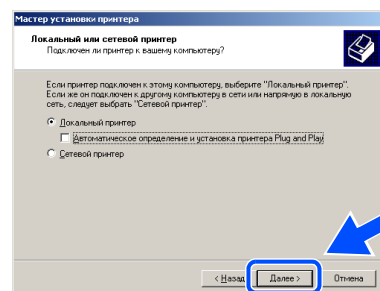 Мастер установки принтера
Локальный или сетевой принтер
Подключен ли принтер к вашему компьютеру?
Если принтер подключен к этому компьютеру, выберите "Локальный принтер".
Если же он подключен к другому компьютеру в сети или напрямую в локальную
сеть, следует выбрать "Сетевой принтер".
Локальный принтер
Автоматическое определение и установка принтера Plug and Play
Сетевой принтер
< Назад
Далее >
Отмена